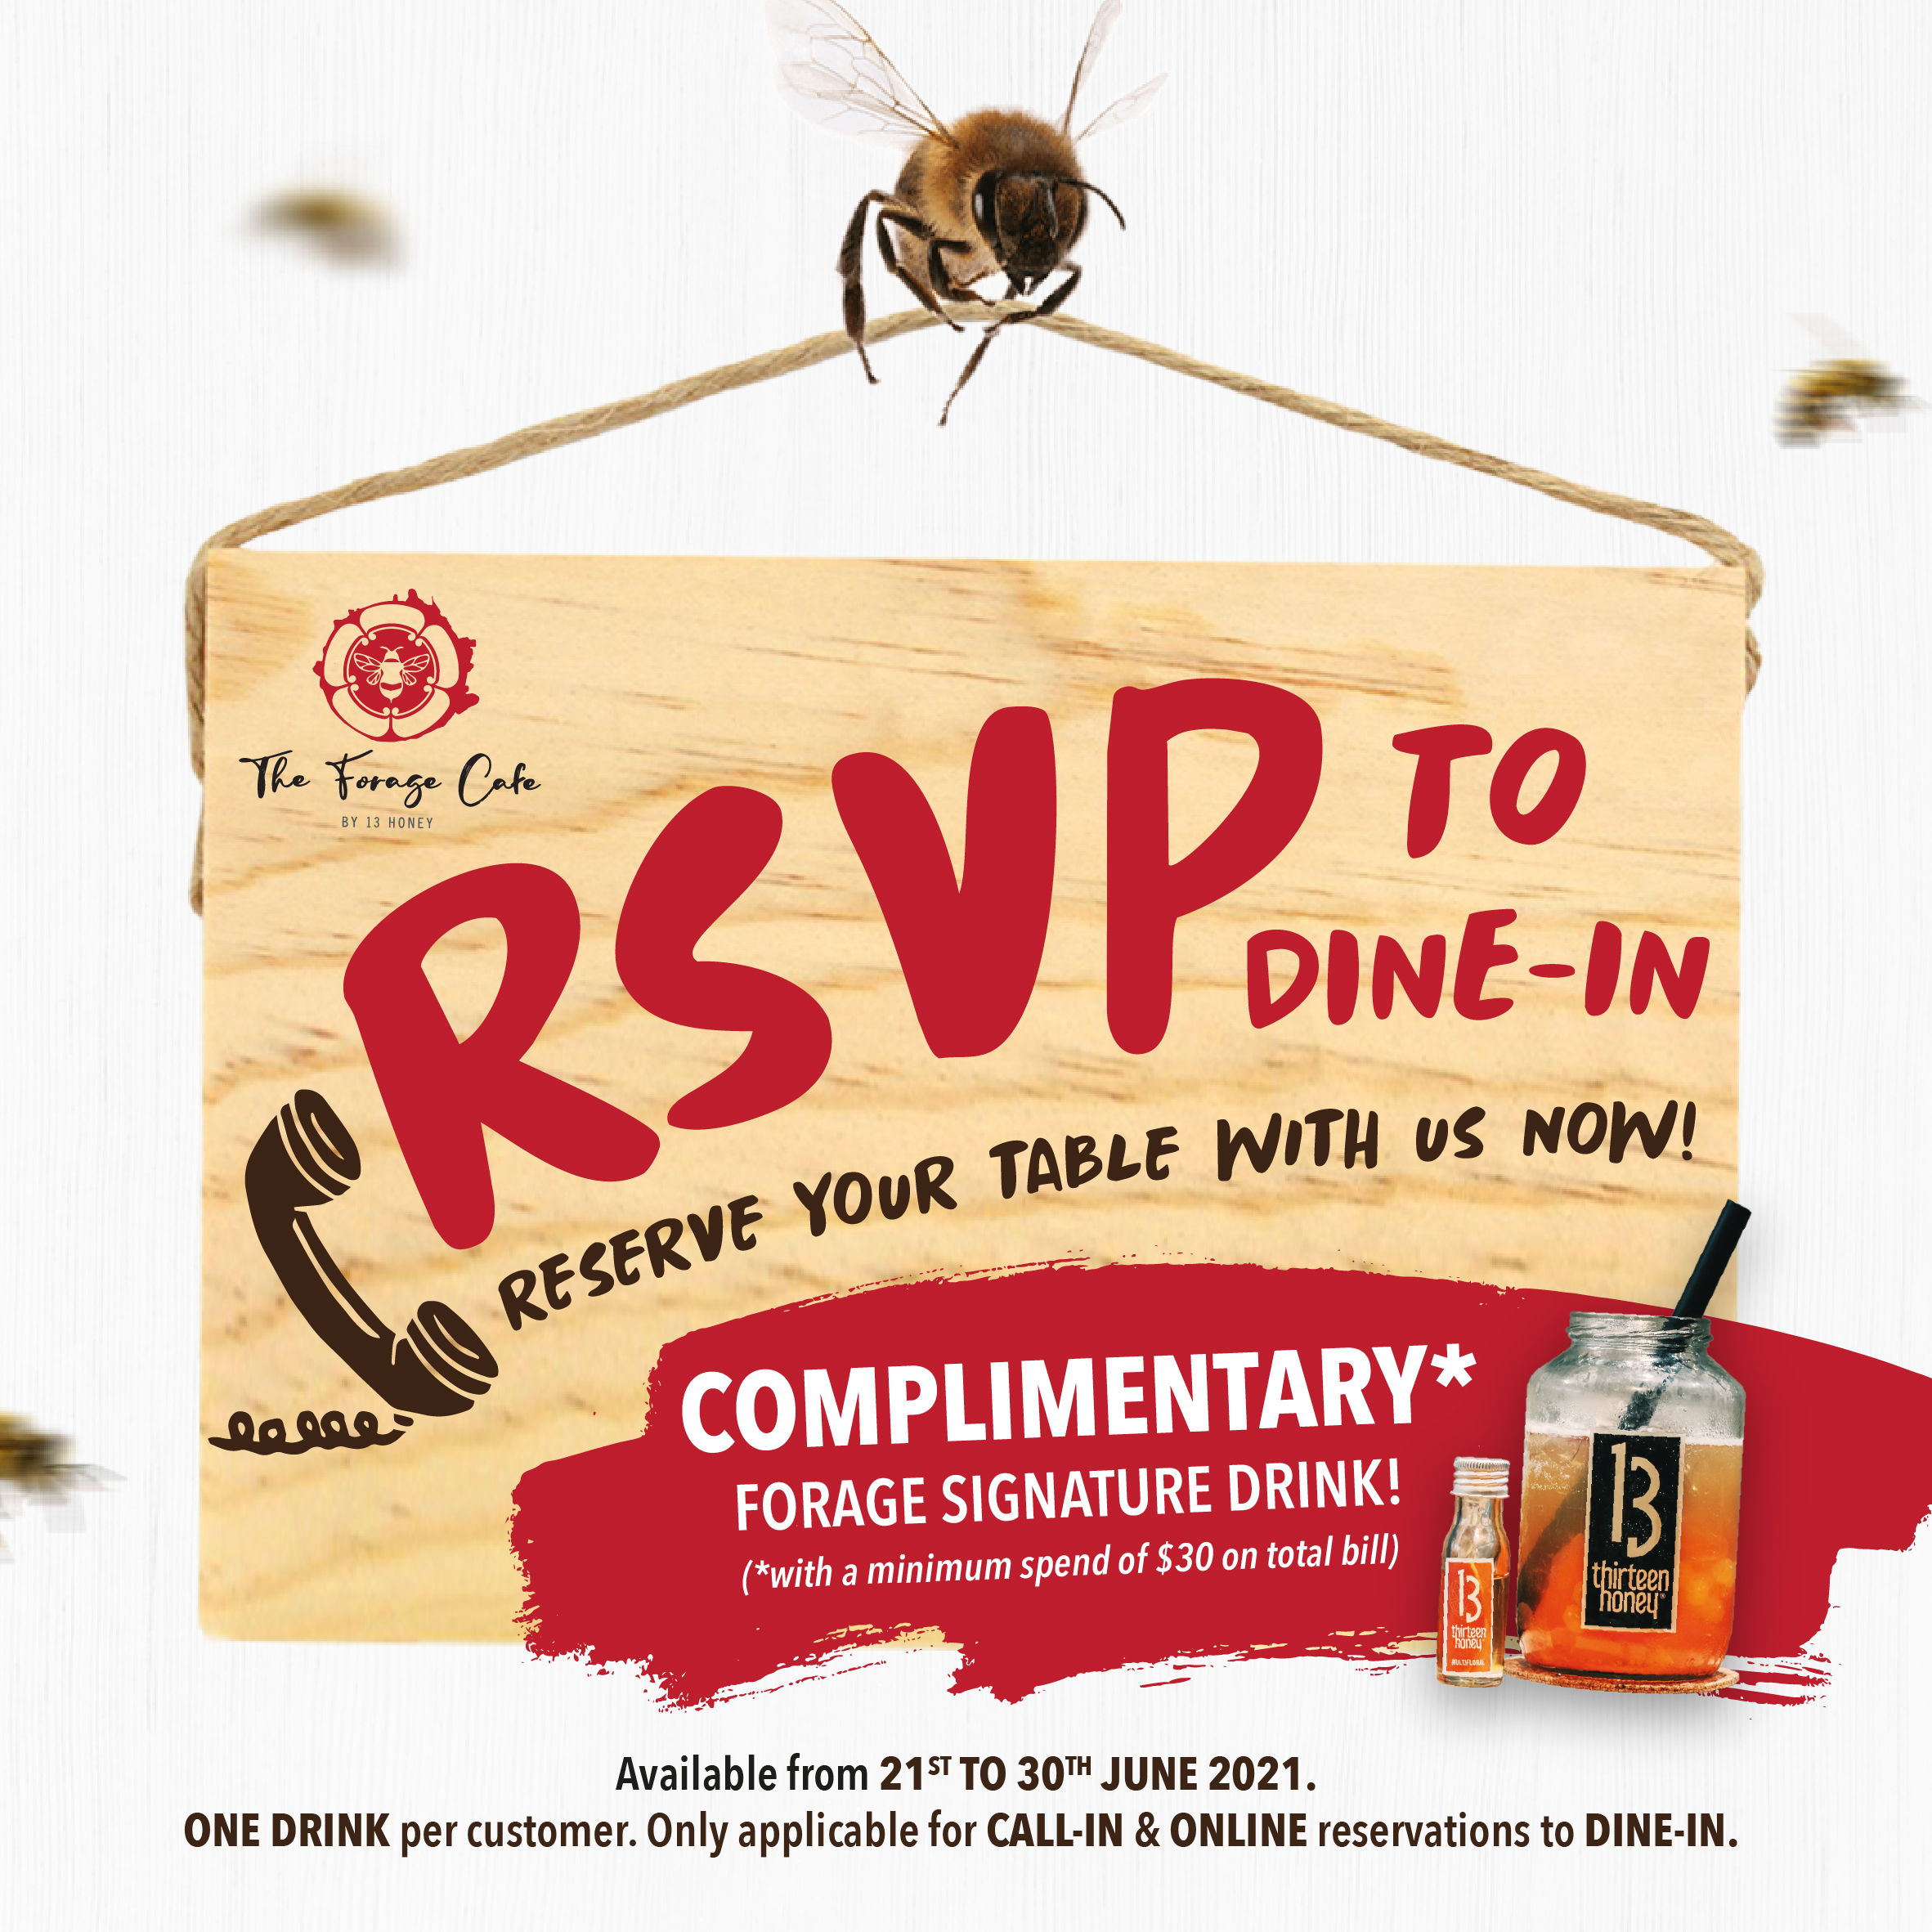 The Forage Cafe
BY 13 HONEY
RSVP TO
DINE-IN
RESERVE YOUR TABLE WITH US NOW!
COMPLIMENTARY*
FORAGE SIGNATURE DRINK!
(*with a minimum spend of $30 on total bill)
13
thirteen
honey®
13
thirteen
honey
MULTIFLORAL
Available from 21ST TO 30TH JUNE 2021.
ONE DRINK per customer. Only applicable for CALL-IN & ONLINE reservations to DINE-IN.